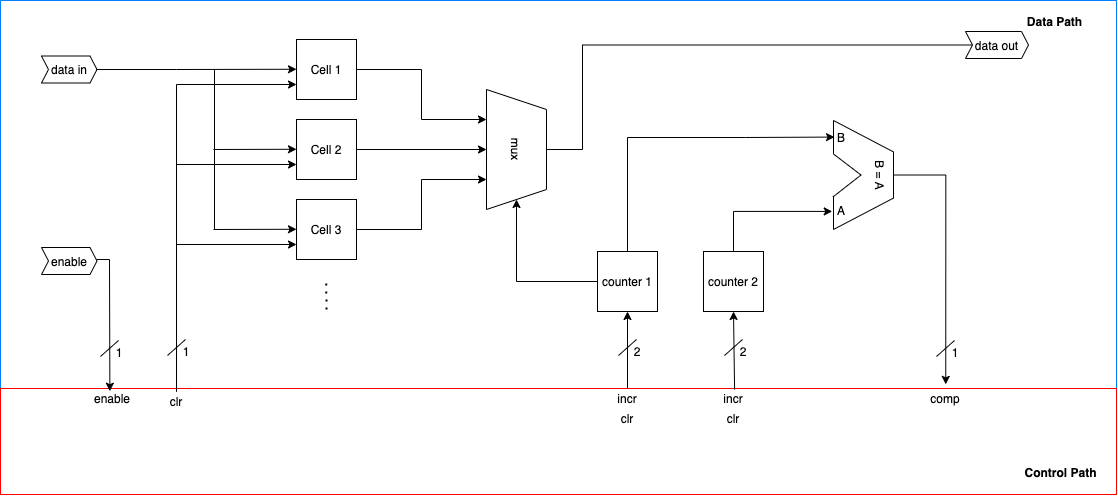 Data Path
data out
data in
Cell 1
mux
B
B = A
A
Cell 2
Cell 3
enable
counter 1
counter 2
1
1
2
2
1
enable
clr
incr
clr
incr
clr
comp
Control Path